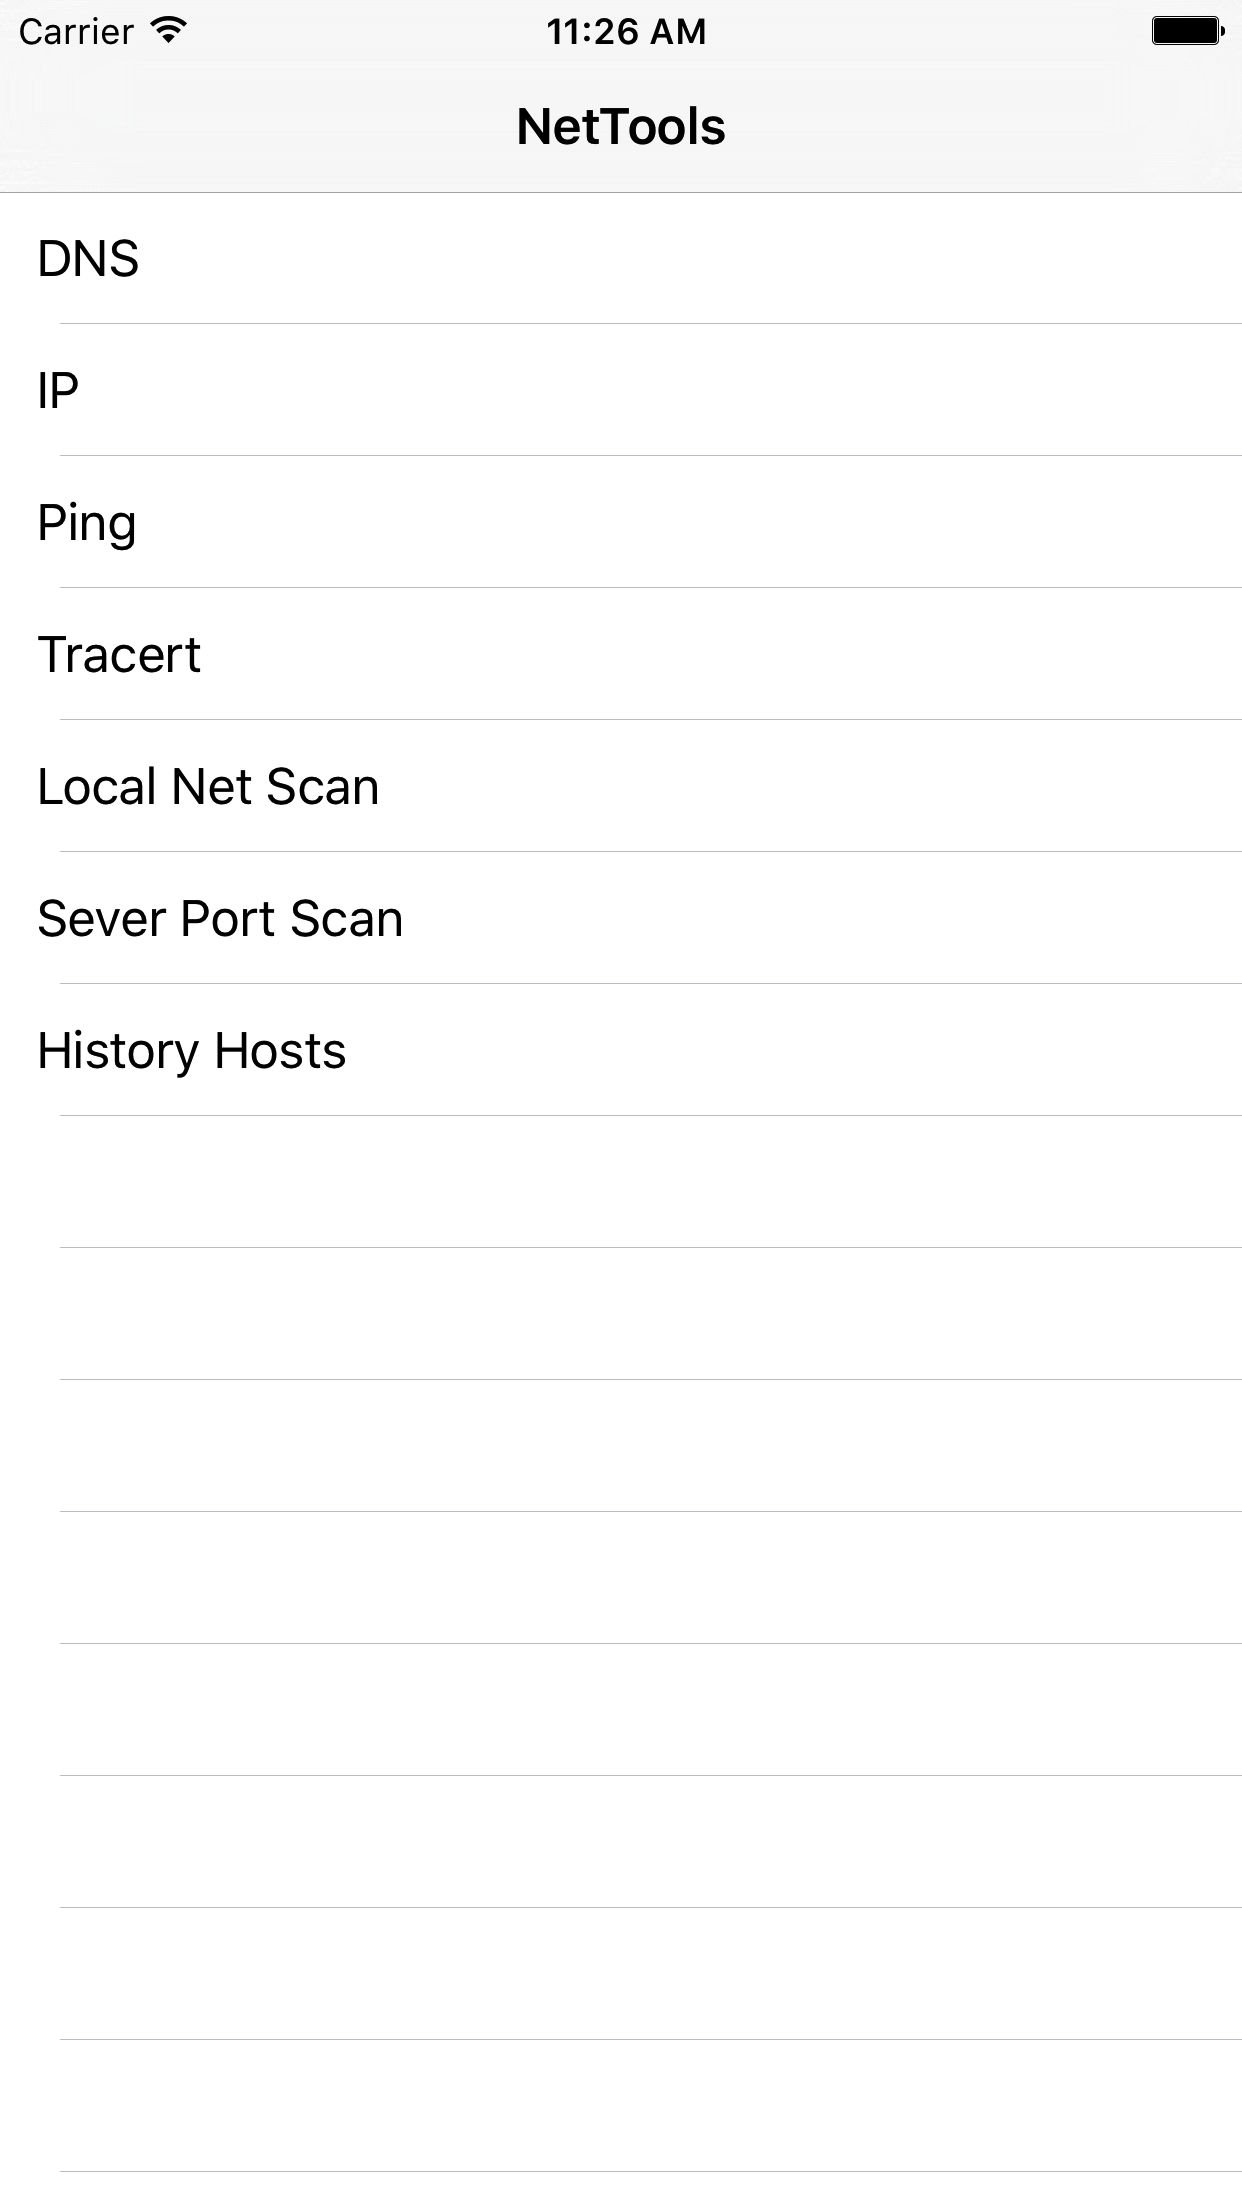 Carrier 11:26 AM
NetTools
DNS
IP
Ping
Tracert
Local Net Scan
Sever Port Scan
History Hosts